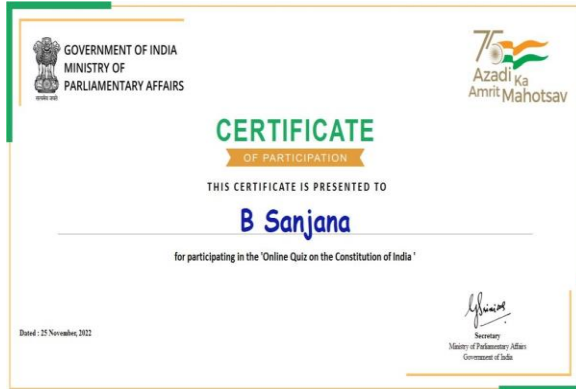 GOVERNMENT OF INDIA
MINISTRY OF
PARLIAMENTARY AFFAIRS
75
Azadi Ka
Amrit Mahotsav
CERTIFICATE
OF PARTICIPATION
THIS CERTIFICATE IS PRESENTED TO
B Sanjana
for participating in the 'Online Quiz on the Constitution of India '
Dated : 25 November, 2022
Secretary
Ministry of Parliamentary Affairs
Government of India